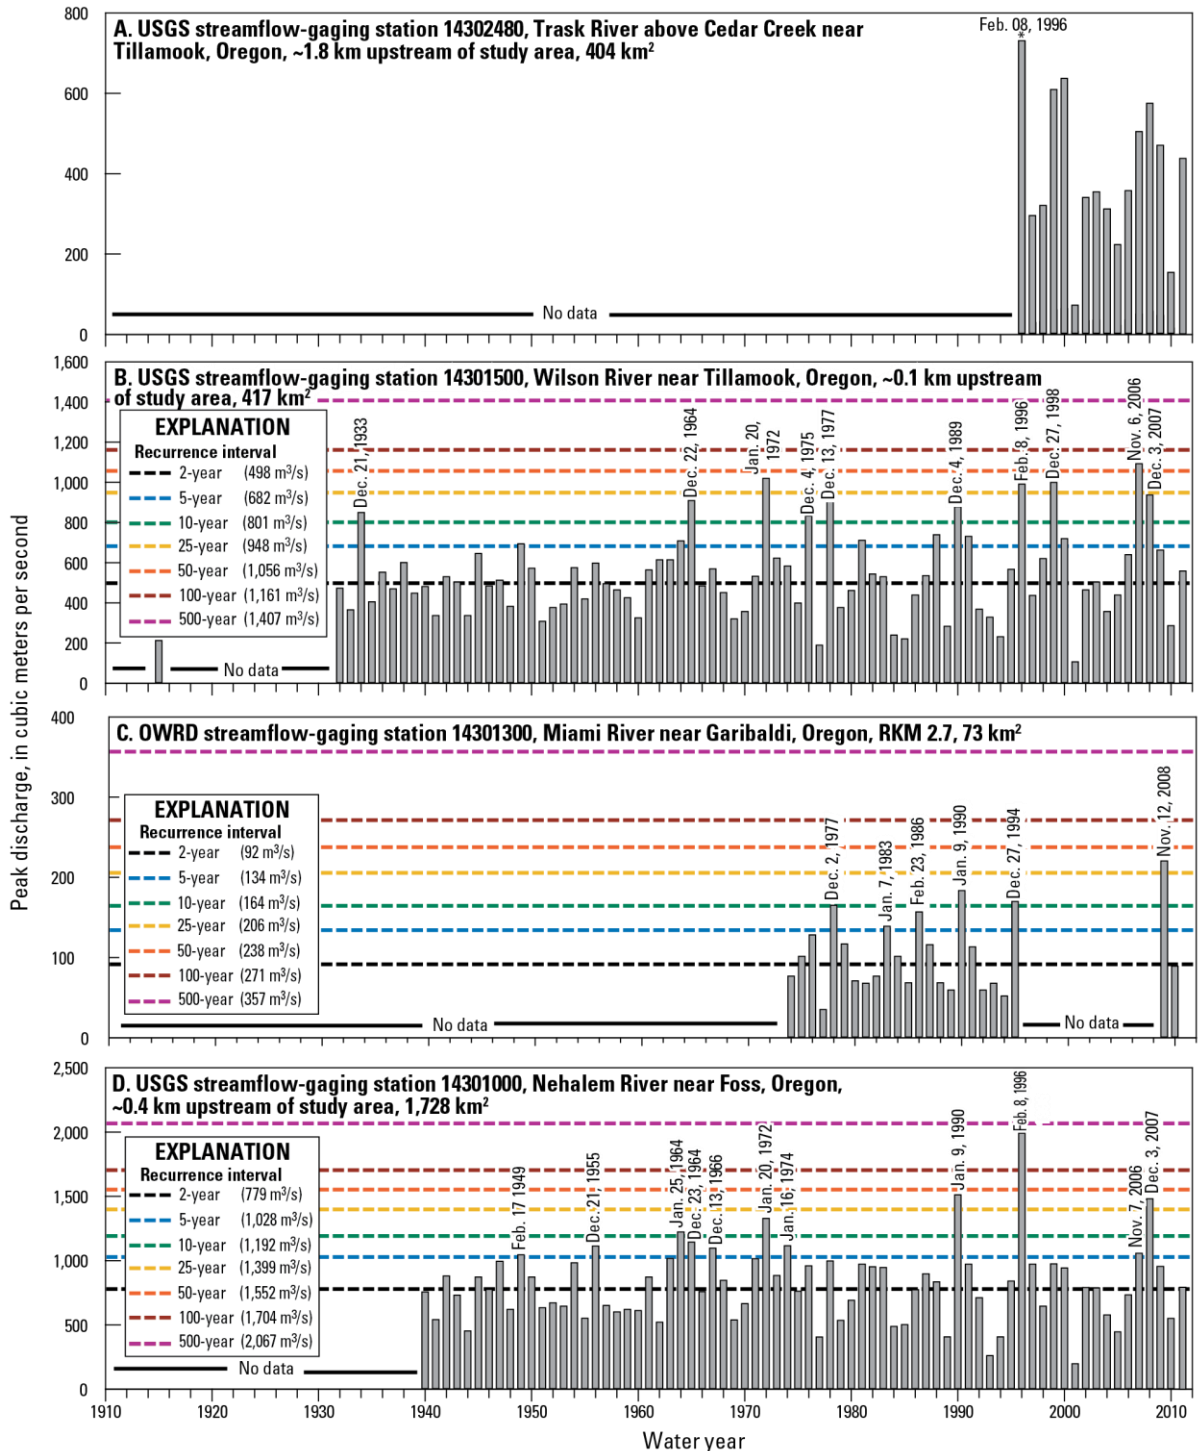 A. USGS streamflow-gaging station 14302480, Trask River above Cedar Creek near
Tillamook, Oregon, ~1.8 km upstream of study area, 404 km²
Feb. 08, 1996
*
800
600
400
200
0
No data
B. USGS streamflow-gaging station 14301500, Wilson River near Tillamook, Oregon, ~0.1 km upstream
of study area, 417 km²
1,600
1,400
1,200
1,000
800
600
400
200
0
EXPLANATION
Recurrence interval
2-year (498 m³/s)
5-year (682 m³/s)
10-year (801 m³/s)
25-year (948 m³/s)
50-year (1,056 m³/s)
100-year (1,161 m³/s)
500-year (1,407 m³/s)
No data
Dec. 21, 1933
Dec. 22, 1964
Jan. 20,
1972
Dec. 4, 1975
Dec. 13, 1977
Dec. 4, 1989
Feb. 8, 1996
Dec. 27, 1998
Nov. 6, 2006
Dec. 3, 2007
Peak discharge, in cubic meters per second
C. OWRD streamflow-gaging station 14301300, Miami River near Garibaldi, Oregon, RKM 2.7, 73 km²
400
300
200
100
0
EXPLANATION
Recurrence interval
2-year (92 m³/s)
5-year (134 m³/s)
10-year (164 m³/s)
25-year (206 m³/s)
50-year (238 m³/s)
100-year (271 m³/s)
500-year (357 m³/s)
No data
Dec. 2, 1977
Jan. 7, 1983
Feb. 23, 1986
Jan. 9, 1990
Dec. 27, 1994
No data
Nov. 12, 2008
D. USGS streamflow-gaging station 14301000, Nehalem River near Foss, Oregon,
~0.4 km upstream of study area, 1,728 km²
2,500
2,000
1,500
1,000
500
0
EXPLANATION
Recurrence interval
2-year (779 m³/s)
5-year (1,028 m³/s)
10-year (1,192 m³/s)
25-year (1,399 m³/s)
50-year (1,552 m³/s)
100-year (1,704 m³/s)
500-year (2,067 m³/s)
No data
Feb. 17 1949
Dec. 21, 1955
Jan. 25, 1964
Dec. 23, 1964
Dec. 13, 1966
Jan. 20, 1972
Jan. 16, 1974
Jan. 9, 1990
Feb. 8, 1996
Nov. 7, 2006
Dec. 3, 2007
1910 1920 1930 1940 1950 1960 1970 1980 1990 2000 2010
Water year